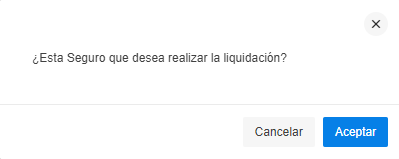 ¿Esta Seguro que desea realizar la liquidación?
Cancelar Aceptar